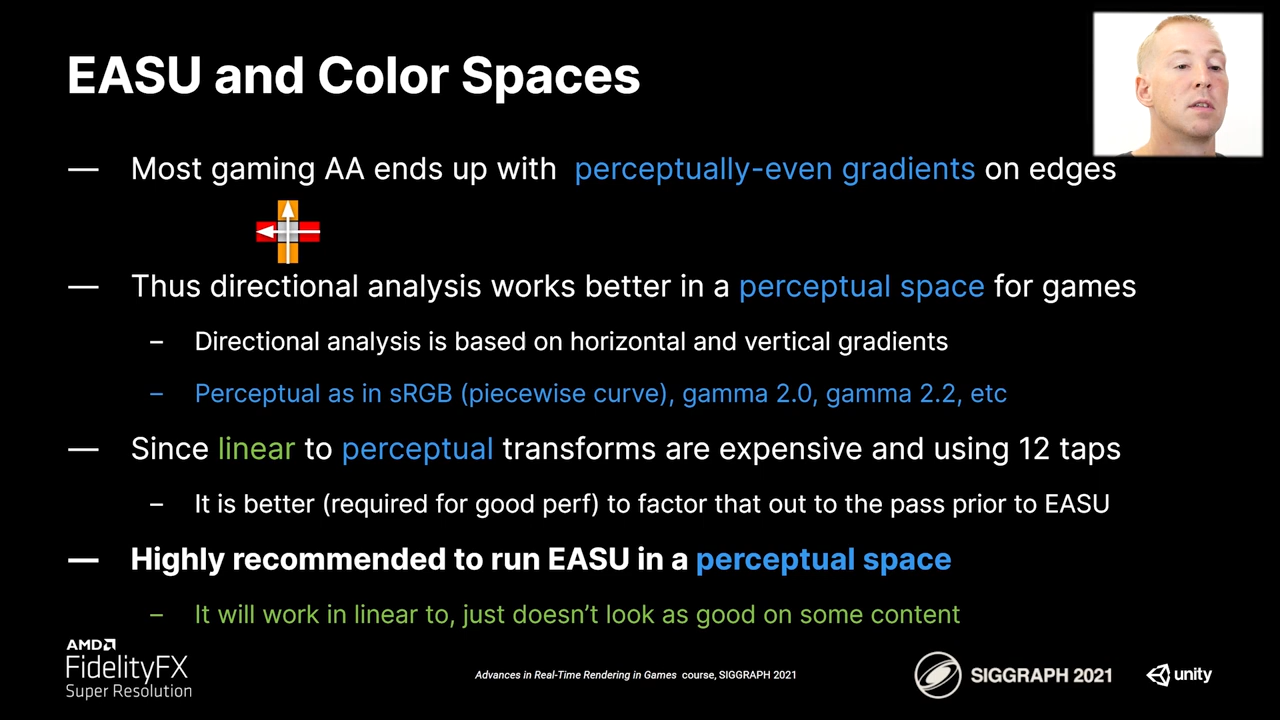 EASU and Color Spaces
— Most gaming AA ends up with perceptually-even gradients on edges
— Thus directional analysis works better in a perceptual space for games
– Directional analysis is based on horizontal and vertical gradients
– Perceptual as in sRGB (piecewise curve), gamma 2.0, gamma 2.2, etc
— Since linear to perceptual transforms are expensive and using 12 taps
– It is better (required for good perf) to factor that out to the pass prior to EASU
— Highly recommended to run EASU in a perceptual space
– It will work in linear to, just doesn’t look as good on some content
AMD
FidelityFX
Super Resolution
Advances in Real-Time Rendering in Games course, SIGGRAPH 2021
SIGGRAPH 2021
unity